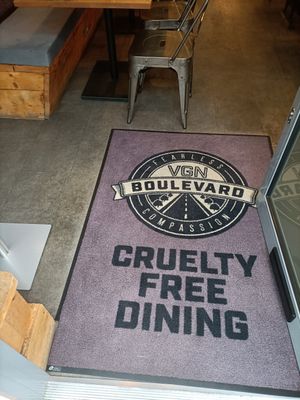 FEARLESS
VGN
BOULEVARD
COMPASSION
CRUELTY
FREE
DINING